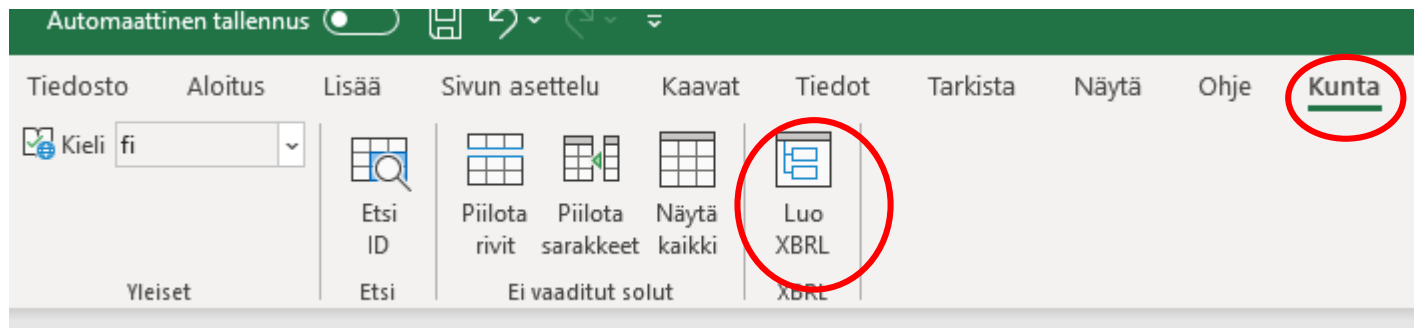 Automaattinen tallennus
Tiedosto Aloitus Lisää Sivun asettelu Kaavat Tiedot Tarkista Näytä Ohje Kunta
Kieli fi
Etsi ID
Piilota rivit
Piilota sarakkeet
Näytä kaikki
Luo XBRL
Yleiset Etsi Ei vaaditut solut XBRL